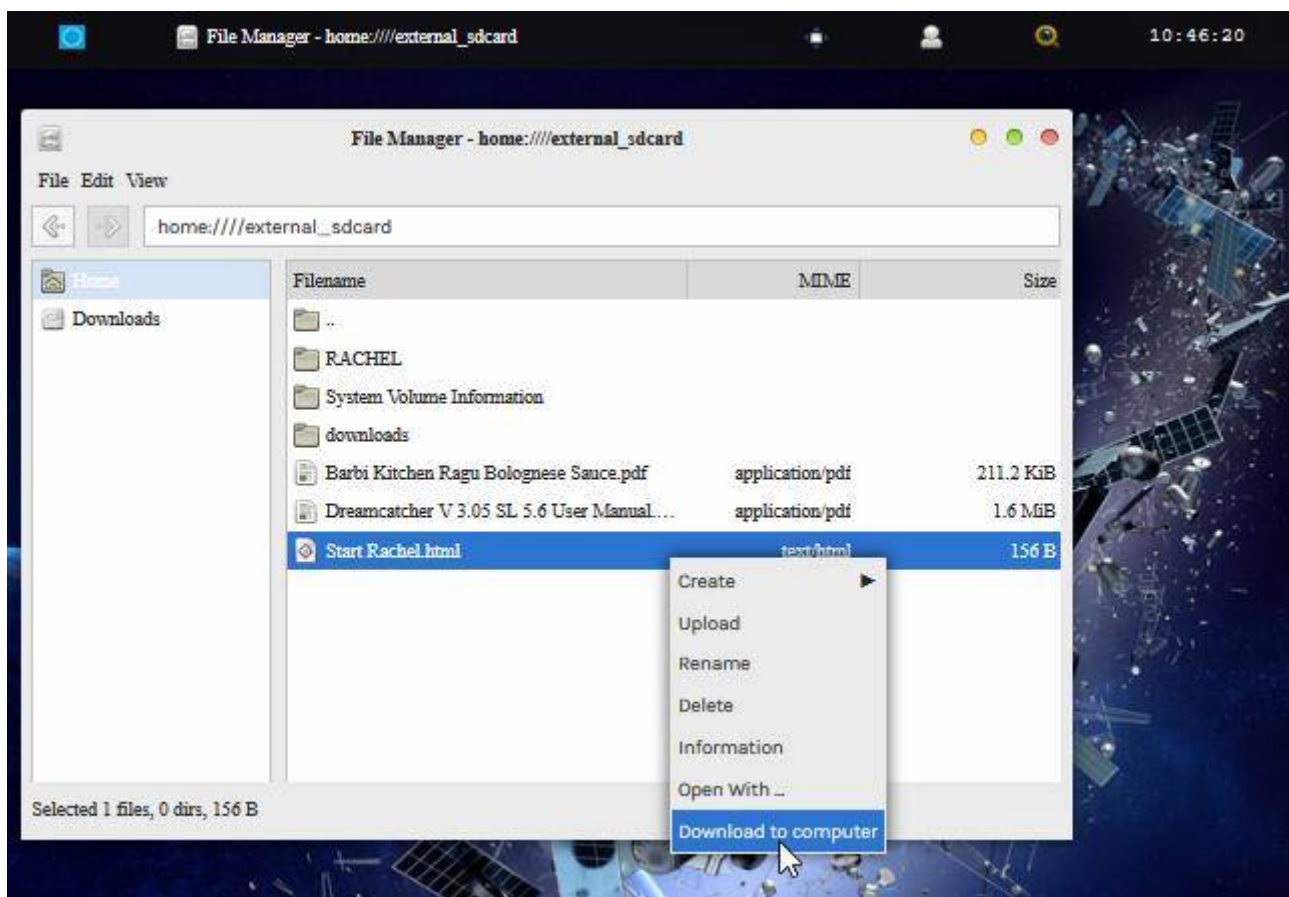 File Manager - home:////external_sdcard 10:46:20
File Manager - home:////external_sdcard
File Edit View
home:////external_sdcard
Home
Filename MIME Size
Downloads
..
RACHEL
System Volume Information
downloads
Barbi Kitchen Ragu Bolognese Sauce.pdf application/pdf 211.2 KiB
Dreamcatcher V 3.05 SL 5.6 User Manual.... application/pdf 1.6 MiB
Start Rachel.html text/html 156 B
Create
Upload
Rename
Delete
Information
Open With ...
Download to computer
Selected 1 files, 0 dirs, 156 B